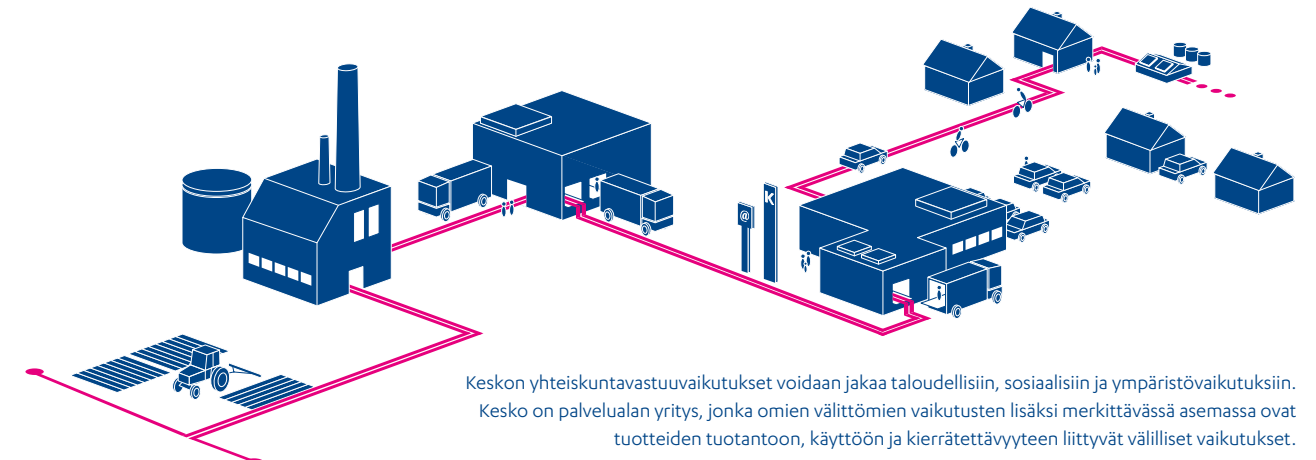 @
K
Keskon yhteiskuntavastuuvaikutukset voidaan jakaa taloudellisiin, sosiaalisiin ja ympäristövaikutuksiin.
Kesko on palvelualan yritys, jonka omien välittömien vaikutusten lisäksi merkittävässä asemassa ovat
tuotteiden tuotantoon, käyttöön ja kierrätettävyyteen liittyvät välilliset vaikutukset.